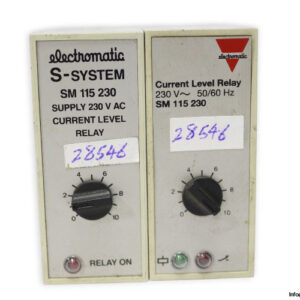 electromatic
S-SYSTEM
SM 115 230
SUPPLY 230 V AC
CURRENT LEVEL
RELAY
28546
4 6
2 8
0 10
RELAY ON
Current Level Relay
230 V~ 50/60 Hz
SM 115 230
28546
4 6
2 8
0 10